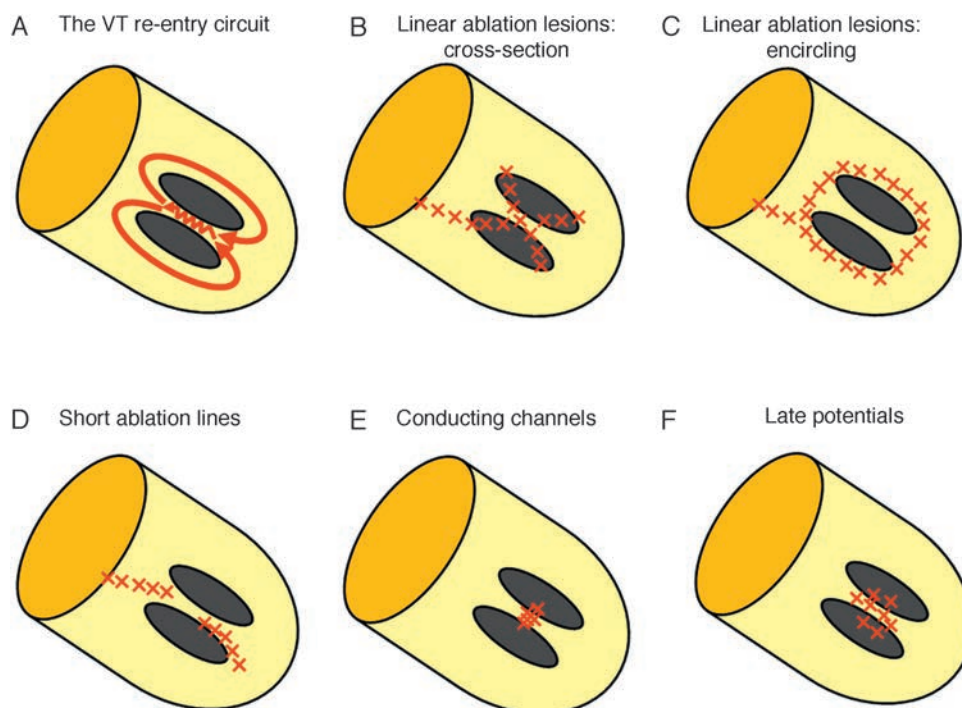 A The VT re-entry circuit
B Linear ablation lesions:
cross-section
C Linear ablation lesions:
encircling
D Short ablation lines
E Conducting channels
F Late potentials